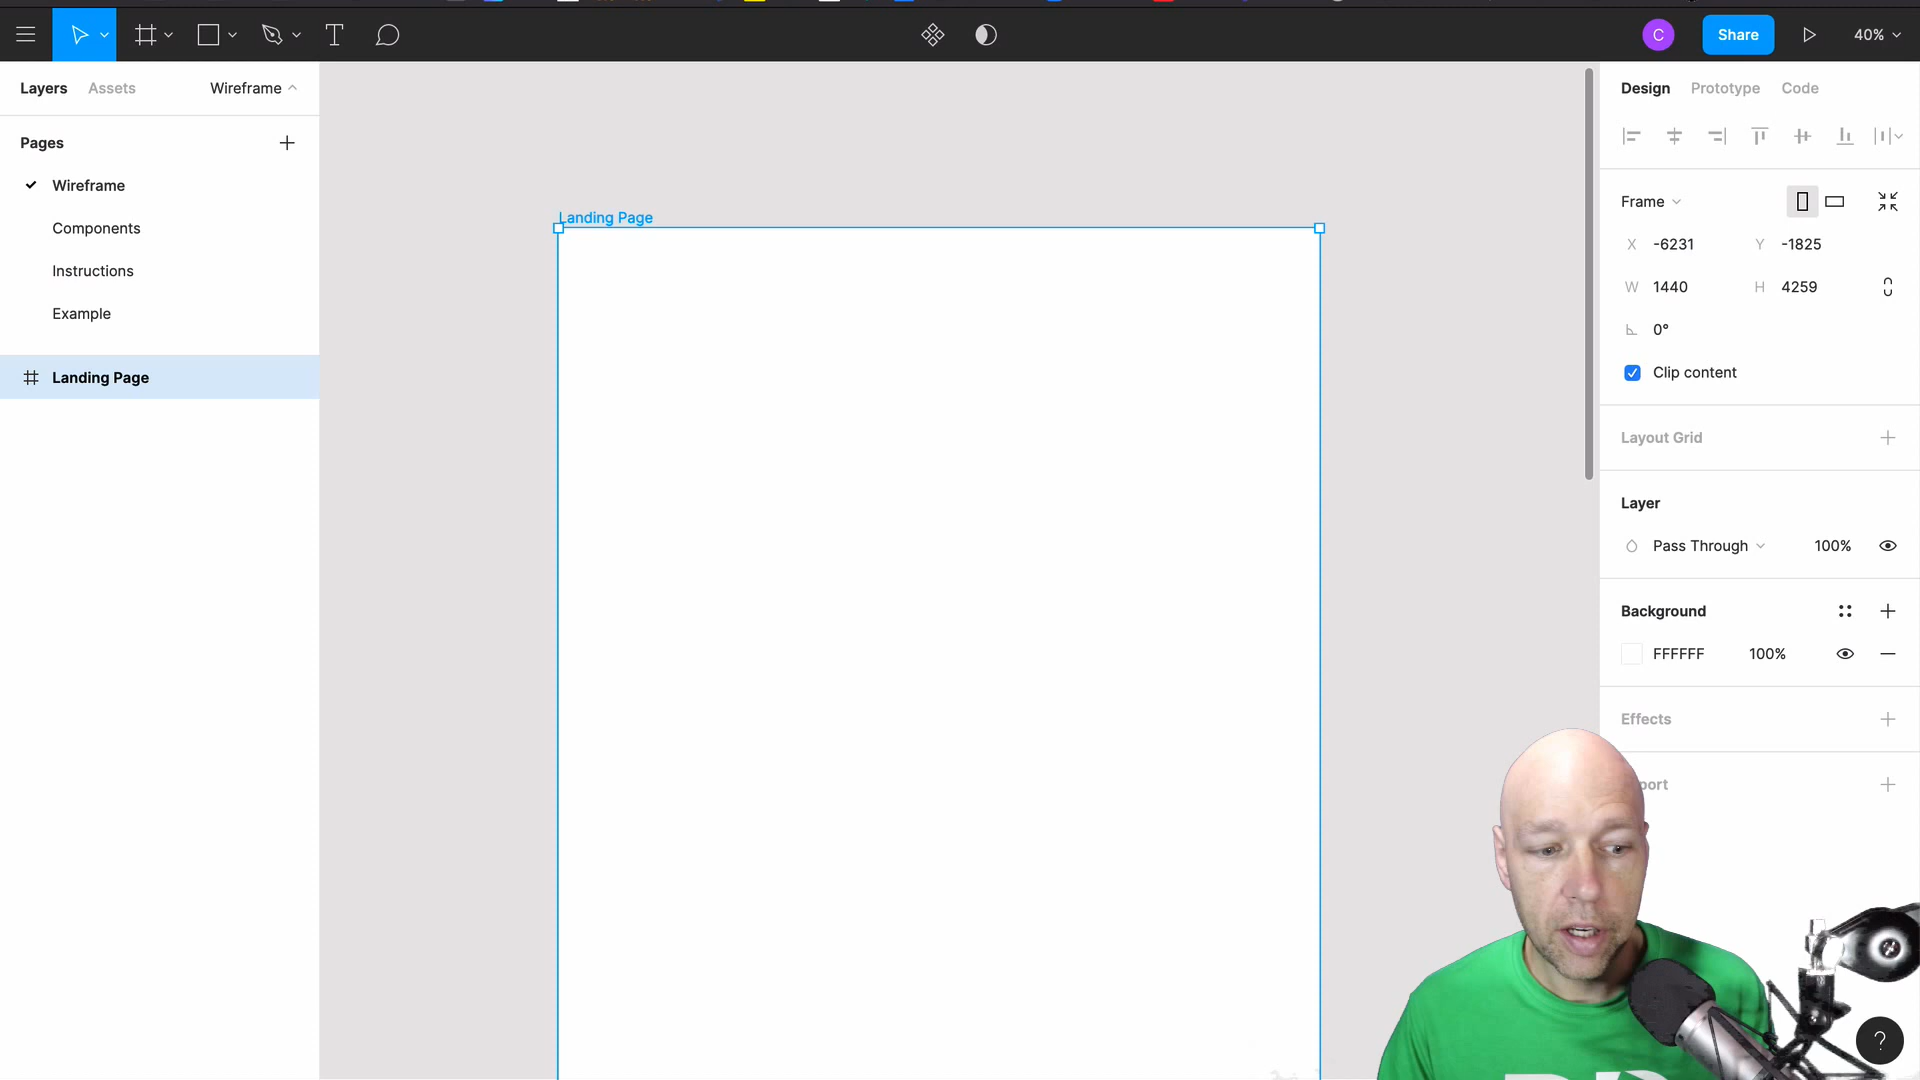 C
Share
40%
Layers
Assets
Wireframe
Design
Prototype
Code
Pages
Wireframe
Components
Instructions
Example
Landing Page
Landing Page
Frame
X -6231 Y -1825
W 1440 H 4259
0°
Clip content
Layout Grid
Layer
Pass Through 100%
Background
FFFFFF 100%
Effects
port
?